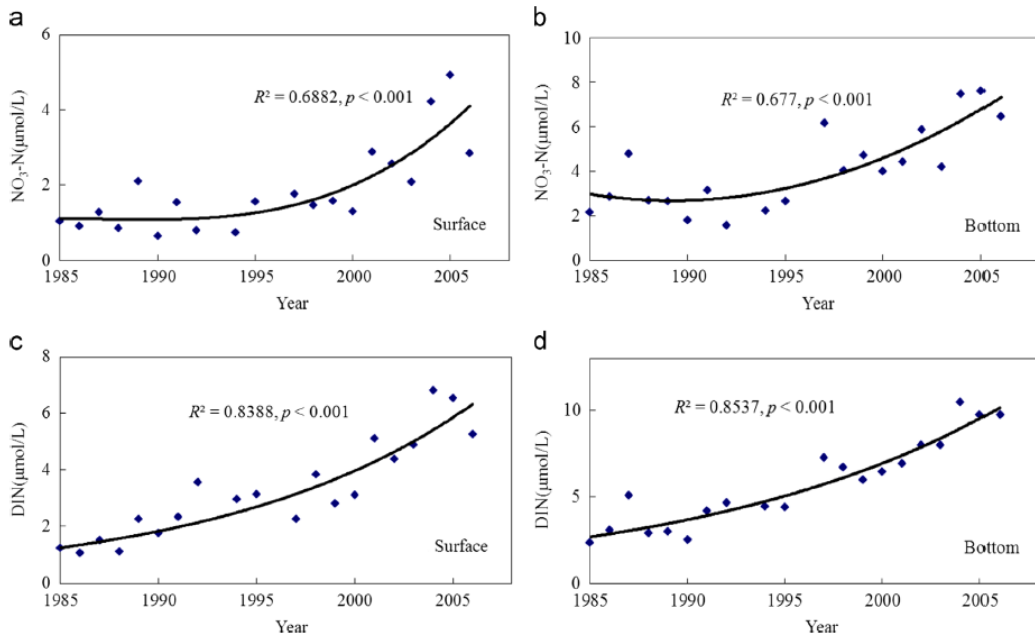 a
NO₃-N(μmol/L)
6
4
2
0
R² = 0.6882, p < 0.001
Surface
1985 1990 1995 2000 2005
Year
b
NO₃-N(μmol/L)
10
8
6
4
2
0
R² = 0.677, p < 0.001
Bottom
1985 1990 1995 2000 2005
Year
c
DIN(μmol/L)
8
6
4
2
0
R² = 0.8388, p < 0.001
Surface
1985 1990 1995 2000 2005
Year
d
DIN(μmol/L)
10
5
0
R² = 0.8537, p < 0.001
Bottom
1985 1990 1995 2000 2005
Year